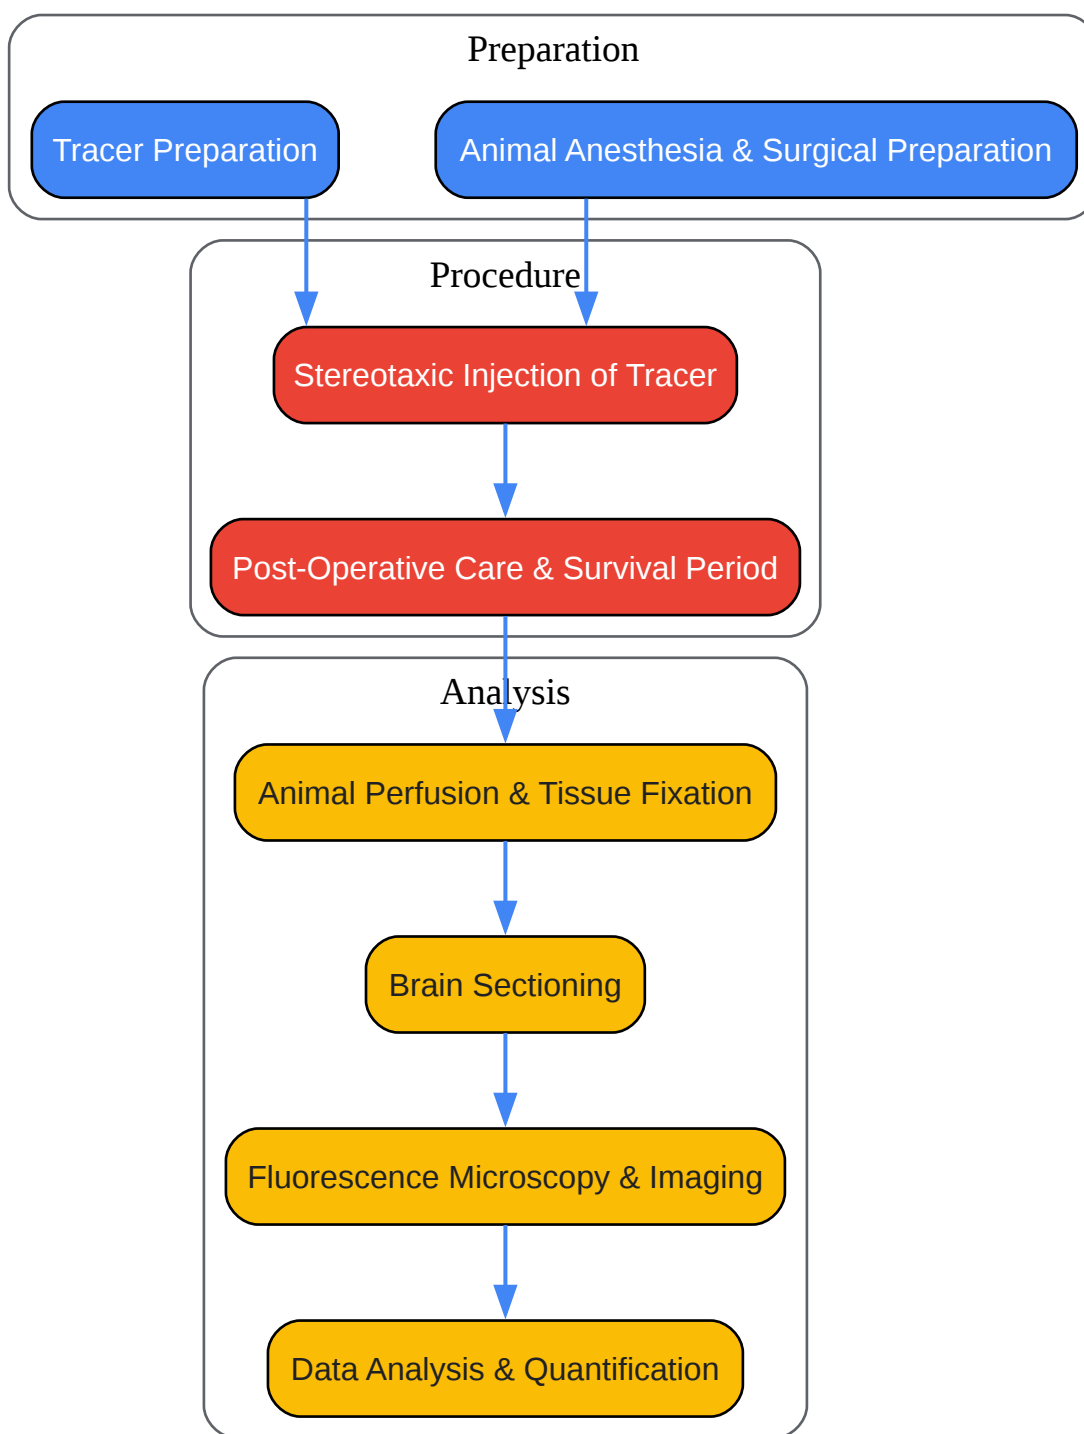 Preparation
Tracer Preparation
Animal Anesthesia & Surgical Preparation
Procedure
Stereotaxic Injection of Tracer
Post-Operative Care & Survival Period
Analysis
Animal Perfusion & Tissue Fixation
Brain Sectioning
Fluorescence Microscopy & Imaging
Data Analysis & Quantification